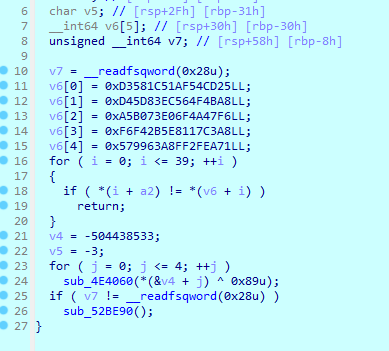 6 char v5; // [rsp+2Fh] [rbp-31h]
7 __int64 v6[5]; // [rsp+30h] [rbp-30h]
8 unsigned __int64 v7; // [rsp+58h] [rbp-8h]
9
10 v7 = __readfsqword(0x28u);
11 v6[0] = 0xD3581C51AF54CD25LL;
12 v6[1] = 0xD45D83EC564F4BA8LL;
13 v6[2] = 0xA5B073E06F4A47F6LL;
14 v6[3] = 0xF6F42B5E8117C3A8LL;
15 v6[4] = 0x579963A8FF2FEA71LL;
16 for ( i = 0; i <= 39; ++i )
17 {
18 if ( *(i + a2) != *(v6 + i) )
19 return;
20 }
21 v4 = -504438533;
22 v5 = -3;
23 for ( j = 0; j <= 4; ++j )
24 sub_4E4060(*(&v4 + j) ^ 0x89u);
25 if ( v7 != __readfsqword(0x28u) )
26 sub_52BE90();
27 }